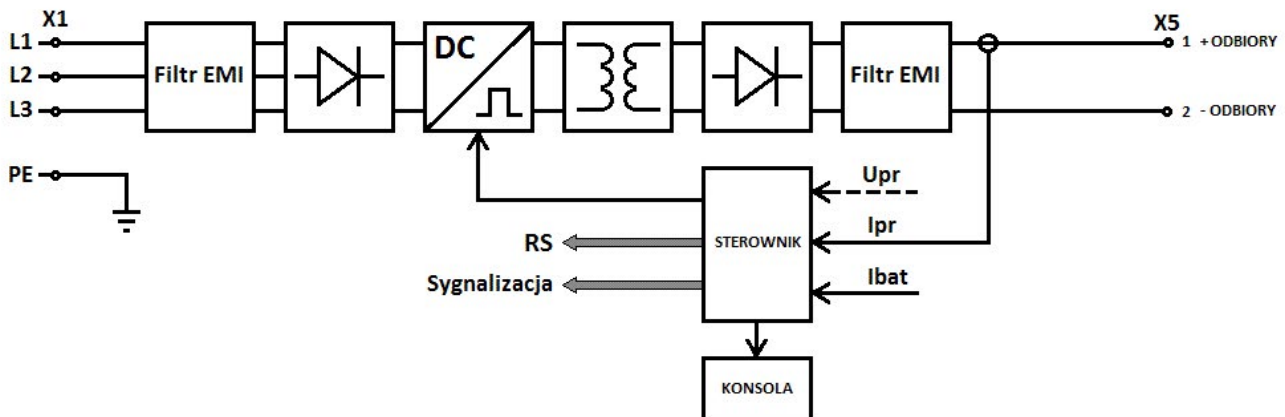 X1
X5
L1
L2
L3
Filtr EMI
DC
Filtr EMI
1 + ODBIORY
2 - ODBIORY
PE
STEROWNIK
Upr
Ipr
Ibat
RS
Sygnalizacja
KONSOLA